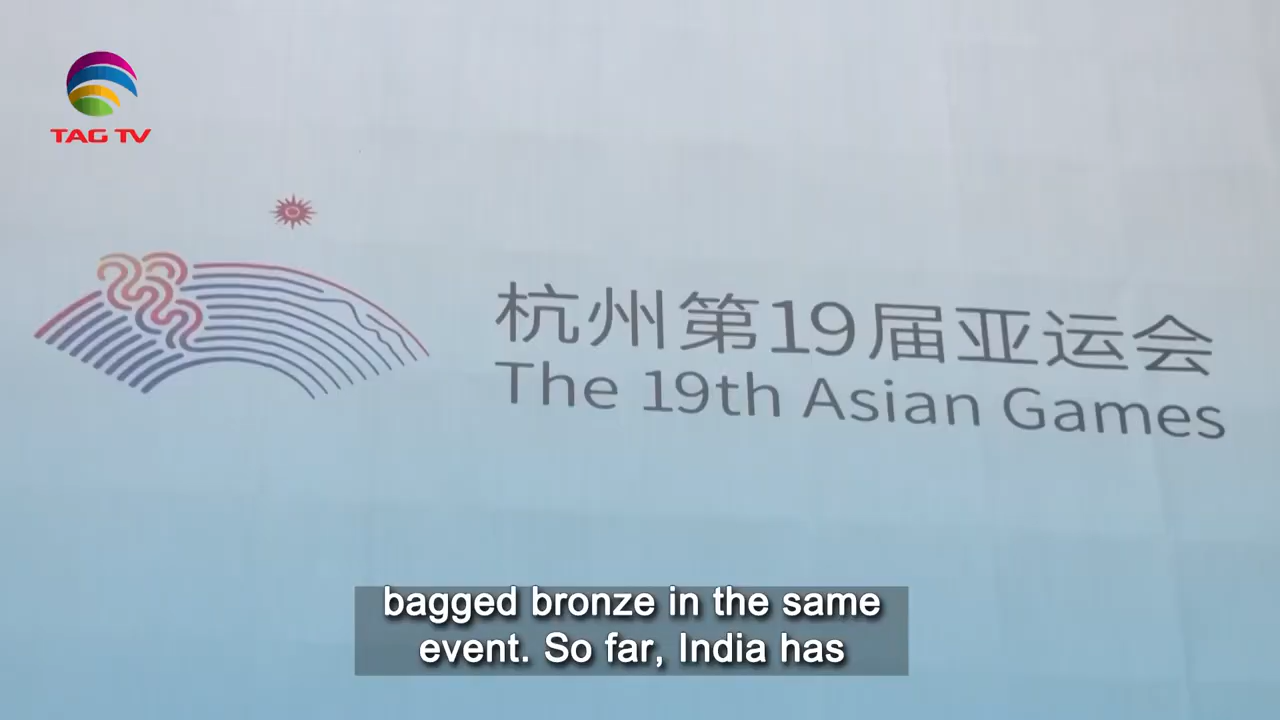 TAG TV
杭州第19届亚运会
The 19th Asian Games
bagged bronze in the same
event. So far, India has